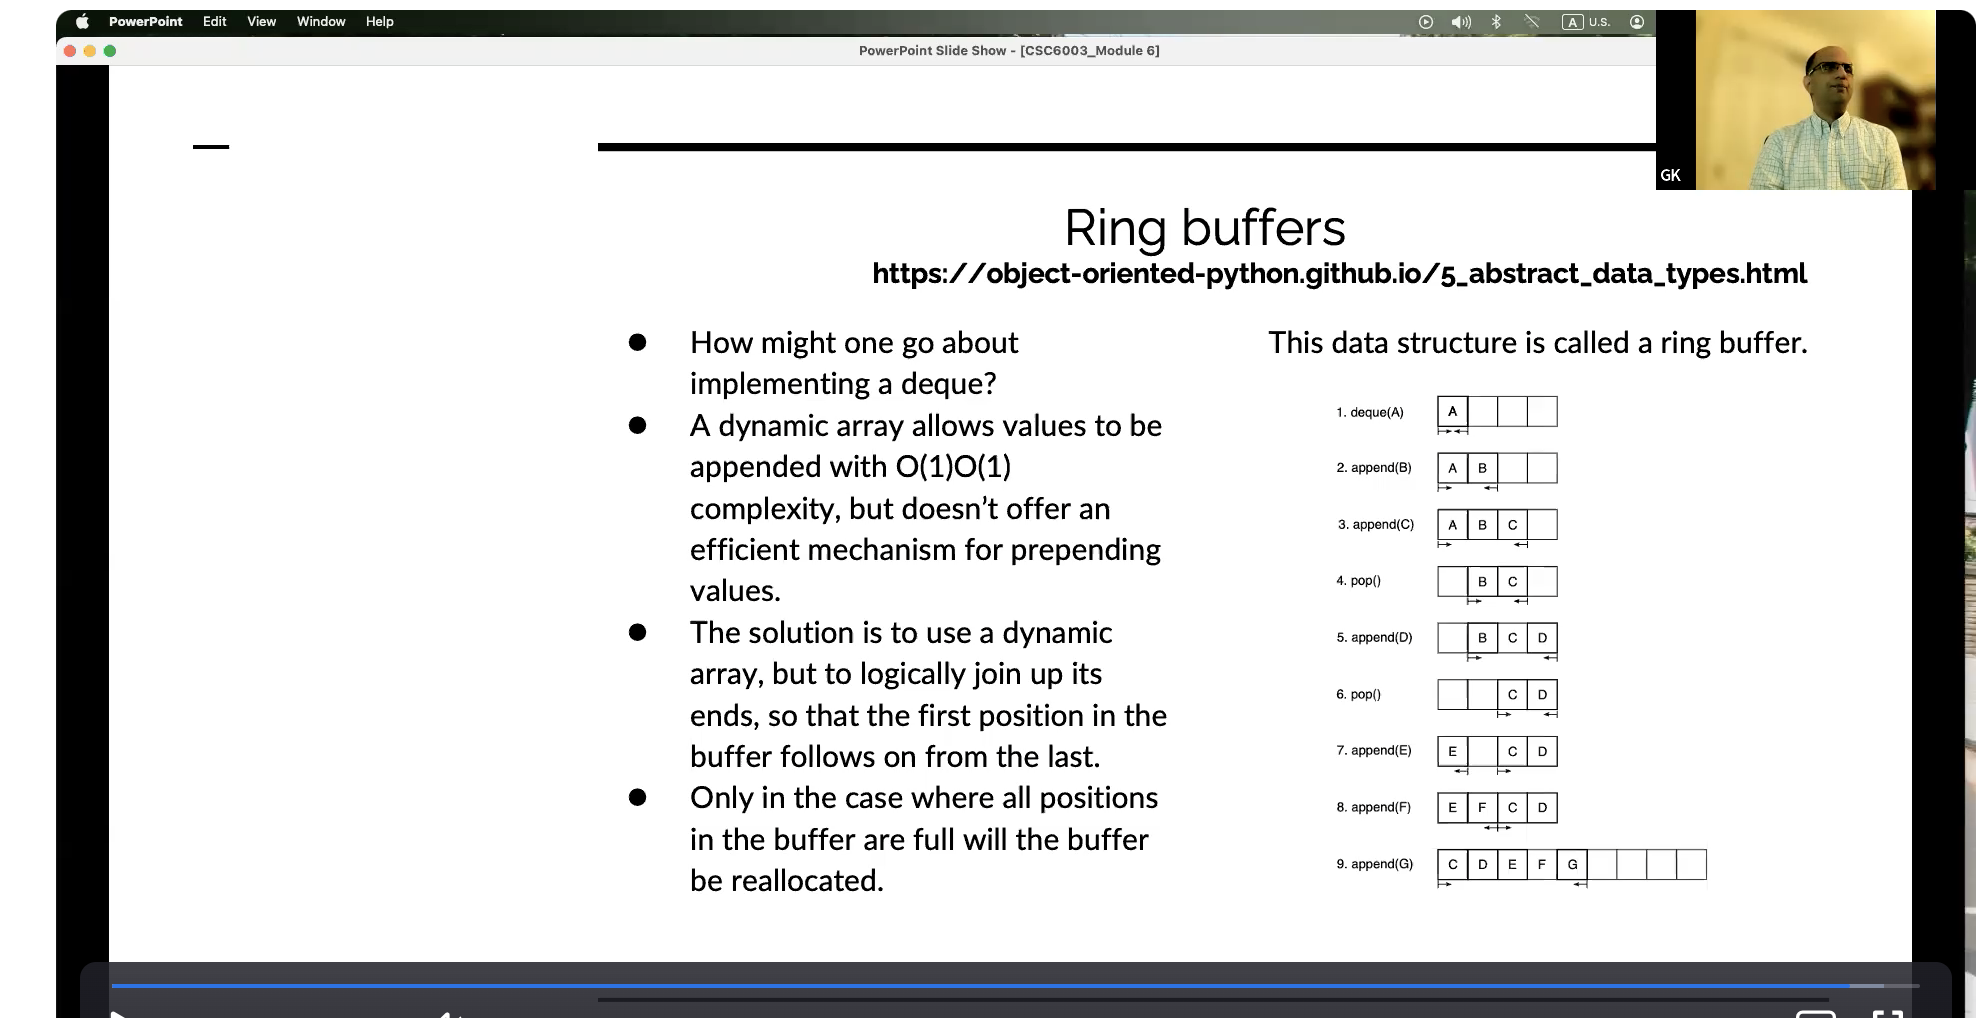 PowerPoint Edit View Window Help
A U.S.
PowerPoint Slide Show - [CSC6003_Module 6]
GK
Ring buffers
https://object-oriented-python.github.io/5_abstract_data_types.html
● How might one go about
implementing a deque?
● A dynamic array allows values to be
appended with O(1)O(1)
complexity, but doesn’t offer an
efficient mechanism for prepending
values.
● The solution is to use a dynamic
array, but to logically join up its
ends, so that the first position in the
buffer follows on from the last.
● Only in the case where all positions
in the buffer are full will the buffer
be reallocated.
This data structure is called a ring buffer.
1. deque(A) A
2. append(B) A B
3. append(C) A B C
4. pop() B C
5. append(D) B C D
6. pop() C D
7. append(E) E C D
8. append(F) E F C D
9. append(G) C D E F G